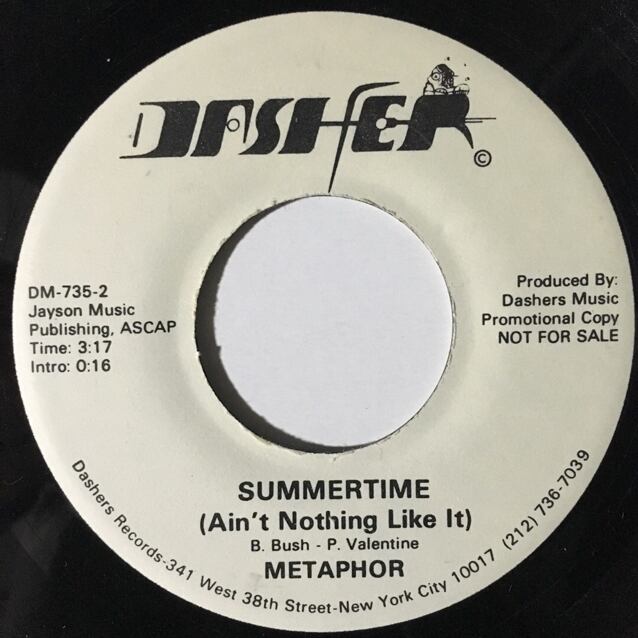 DASHER
©
DM-735-2
Jayson Music
Publishing, ASCAP
Time: 3:17
Intro: 0:16
Produced By:
Dashers Music
Promotional Copy
NOT FOR SALE
SUMMERTIME
(Ain't Nothing Like It)
B. Bush - P. Valentine
METAPHOR
Dashers Records-341 West 38th Street-New York City 10017 (212) 736-7039